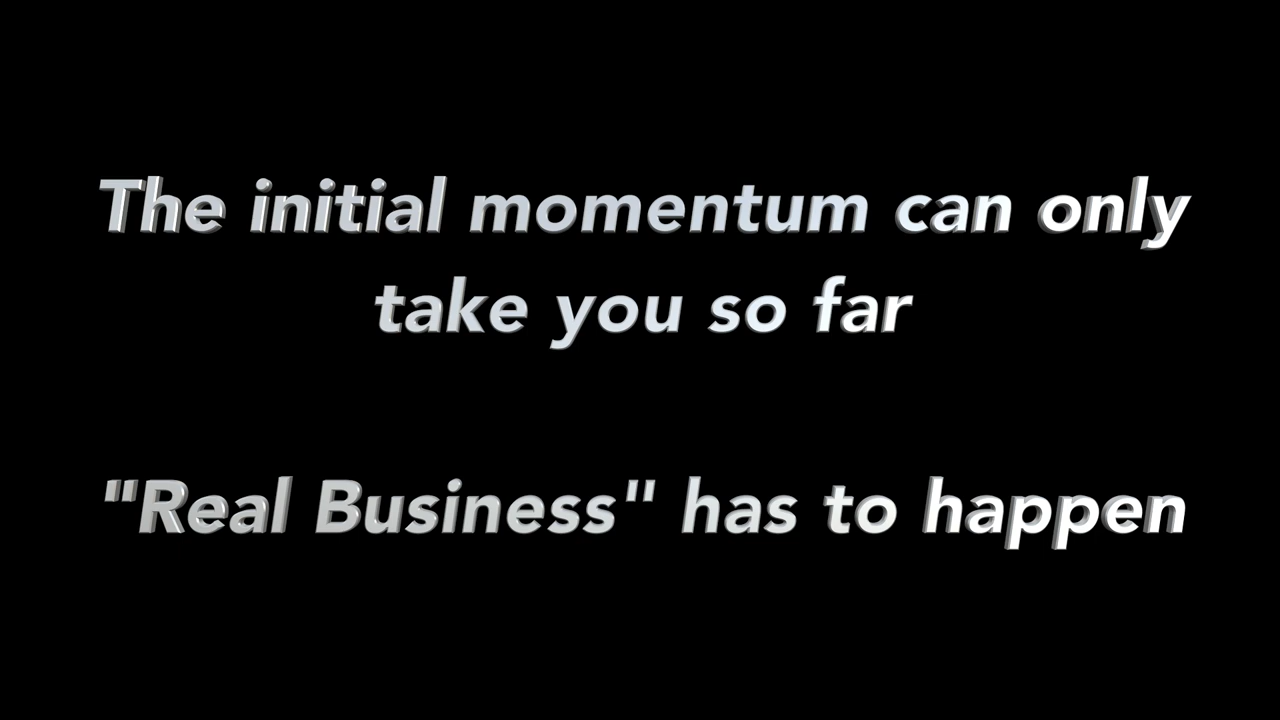 The initial momentum can only
take you so far
"Real Business" has to happen